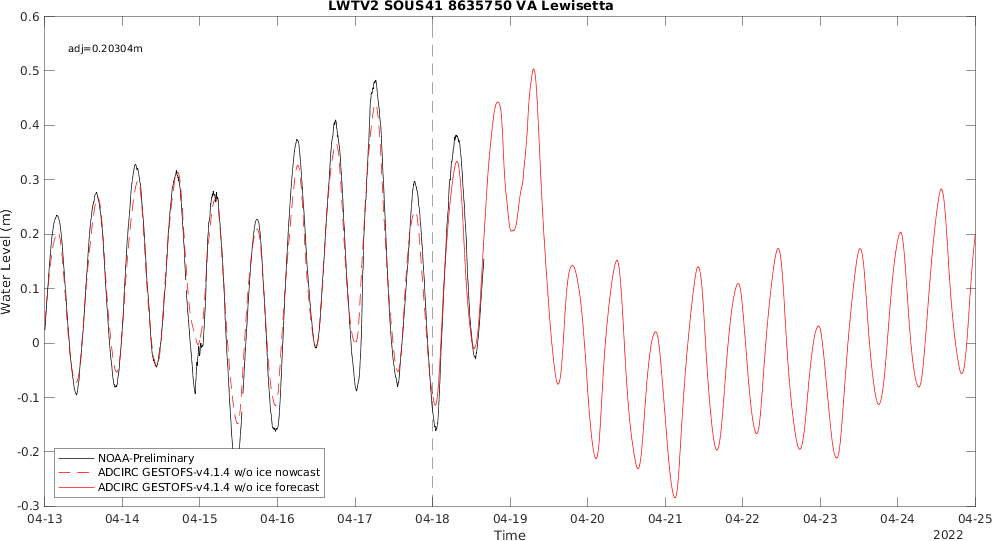 LWTV2 SOUS41 8635750 VA Lewisetta
adj=0.20304m
Water Level (m)
0.6
0.5
0.4
0.3
0.2
0.1
0
-0.1
-0.2
-0.3
NOAA-Preliminary
ADCIRC GESTOFS-v4.1.4 w/o ice nowcast
ADCIRC GESTOFS-v4.1.4 w/o ice forecast
04-13 04-14 04-15 04-16 04-17 04-18 04-19 04-20 04-21 04-22 04-23 04-24 04-25
Time
2022